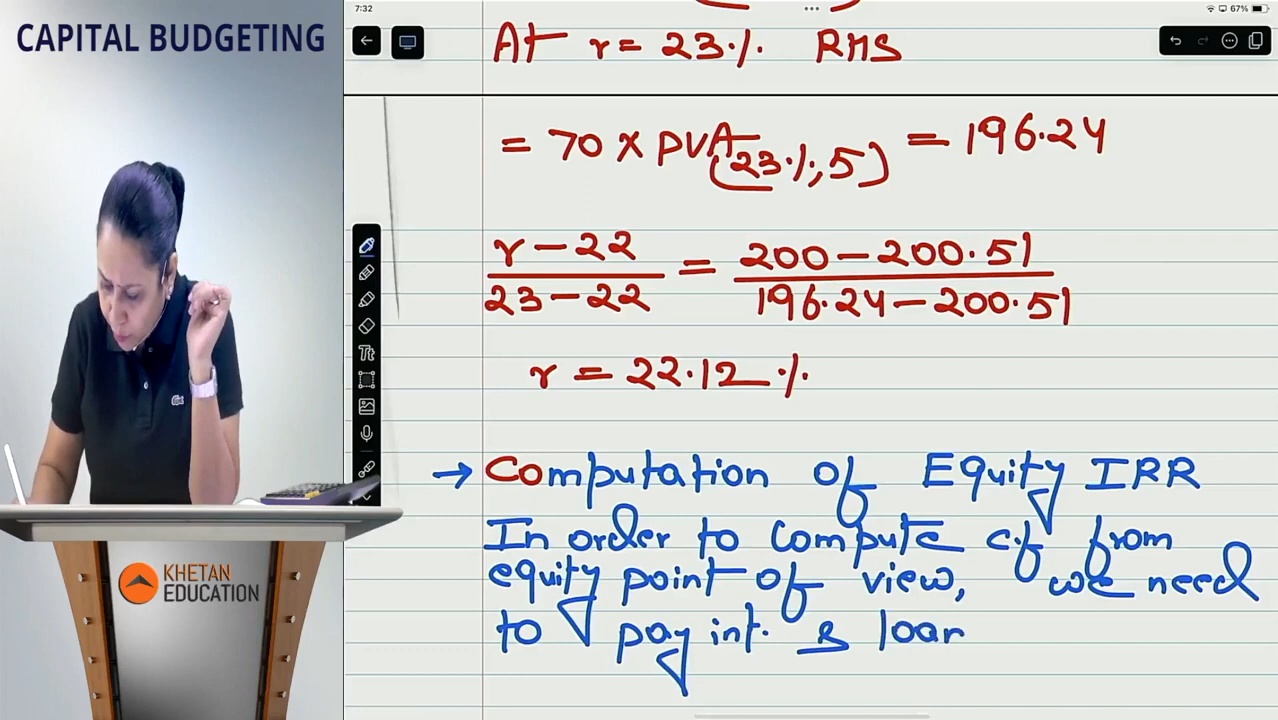 CAPITAL BUDGETING
7:32
67%
At r = 23% RHS
= 70 x PVA(23%,5) = 196.24
r - 22 / 23 - 22 = 200 - 200.51 / 196.24 - 200.51
r = 22.12 %
→ Computation of Equity IRR
In order to compute c.f from
equity point of view, we need
to pay int. & loan
Tt
KHETAN
EDUCATION